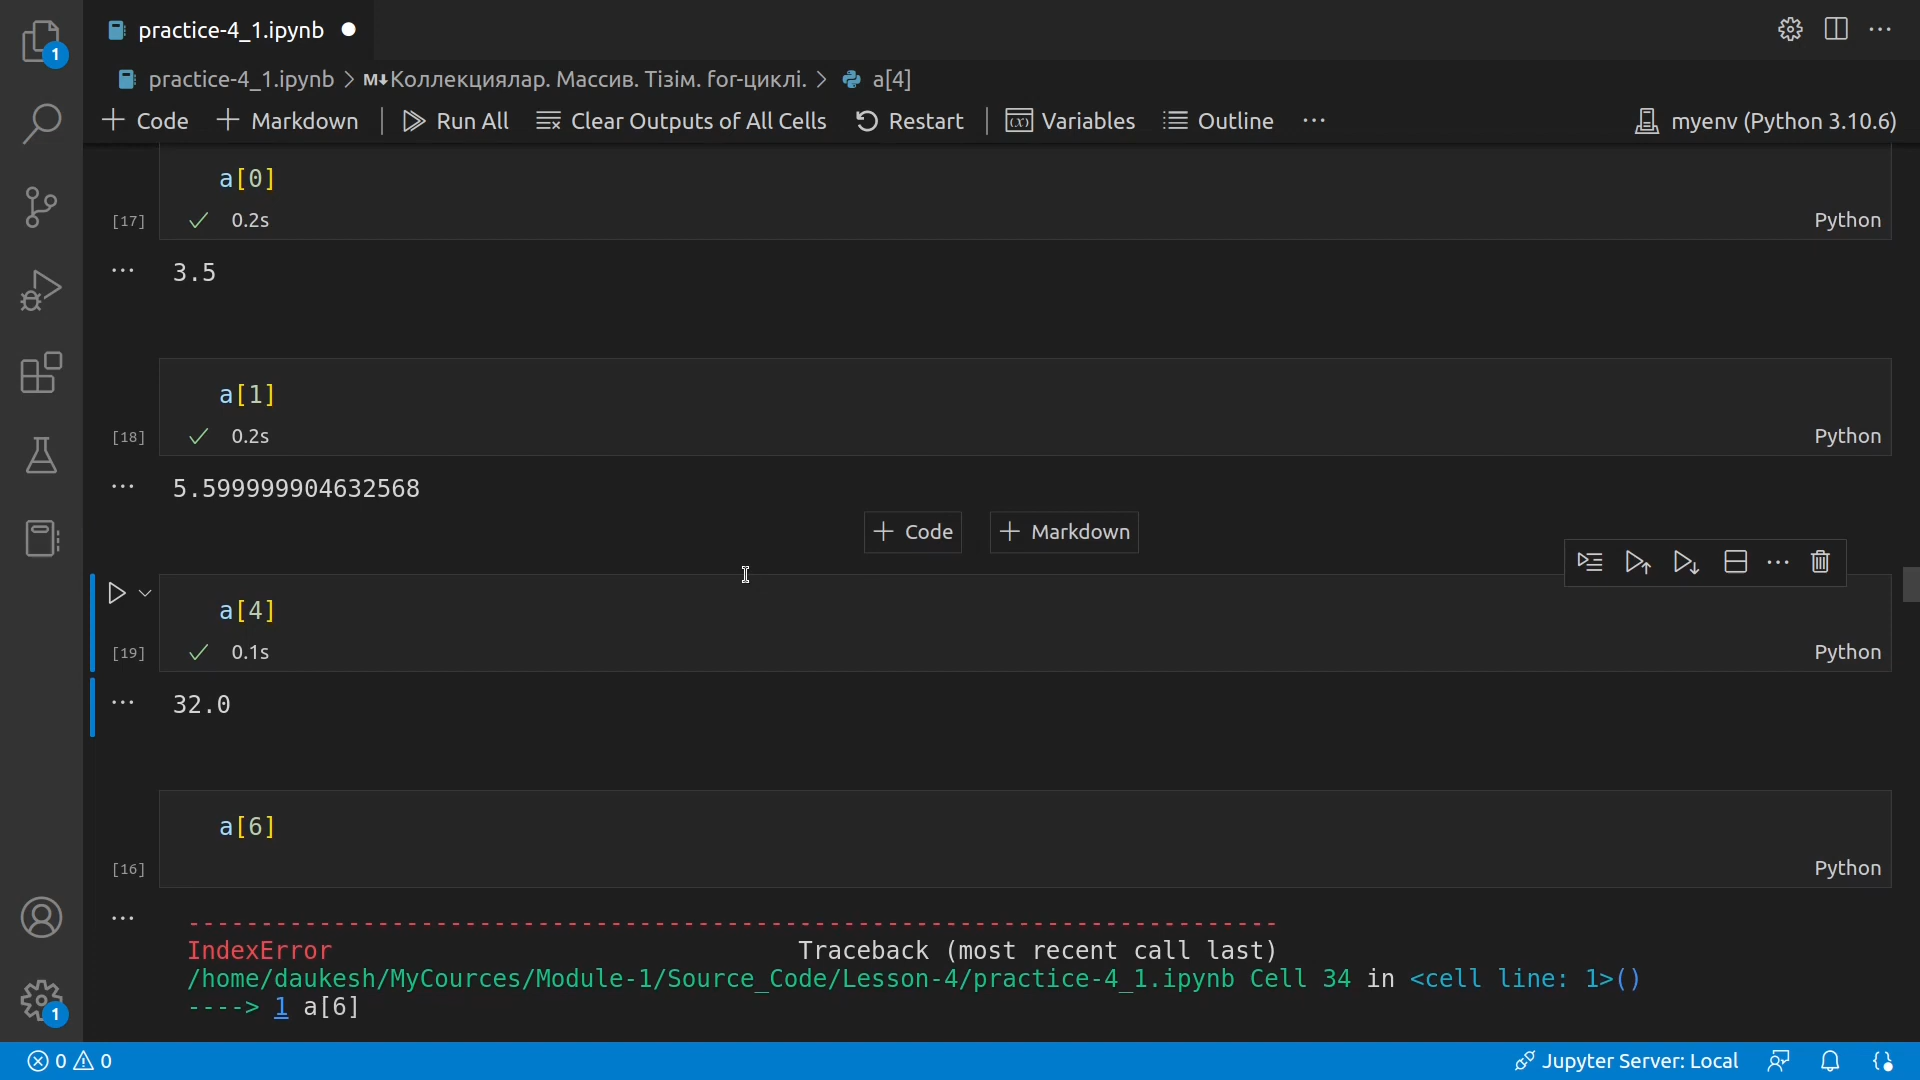 practice-4_1.ipynb
1
practice-4_1.ipynb > M↓ Коллекциялар. Массив. Тізім. for-циклі. > a[4]
+ Code + Markdown Run All Clear Outputs of All Cells Restart Variables Outline ... myenv (Python 3.10.6)
a[0]
[17] ✓ 0.2s Python
... 3.5
a[1]
[18] ✓ 0.2s Python
... 5.599999904632568
+ Code + Markdown
...
a[4]
[19] ✓ 0.1s Python
... 32.0
a[6]
[16] Python
...
---------------------------------------------------------------------------
IndexError Traceback (most recent call last)
/home/daukesh/MyCources/Module-1/Source_Code/Lesson-4/practice-4_1.ipynb Cell 34 in <cell line: 1>()
----> 1 a[6]
1
0 0 Jupyter Server: Local